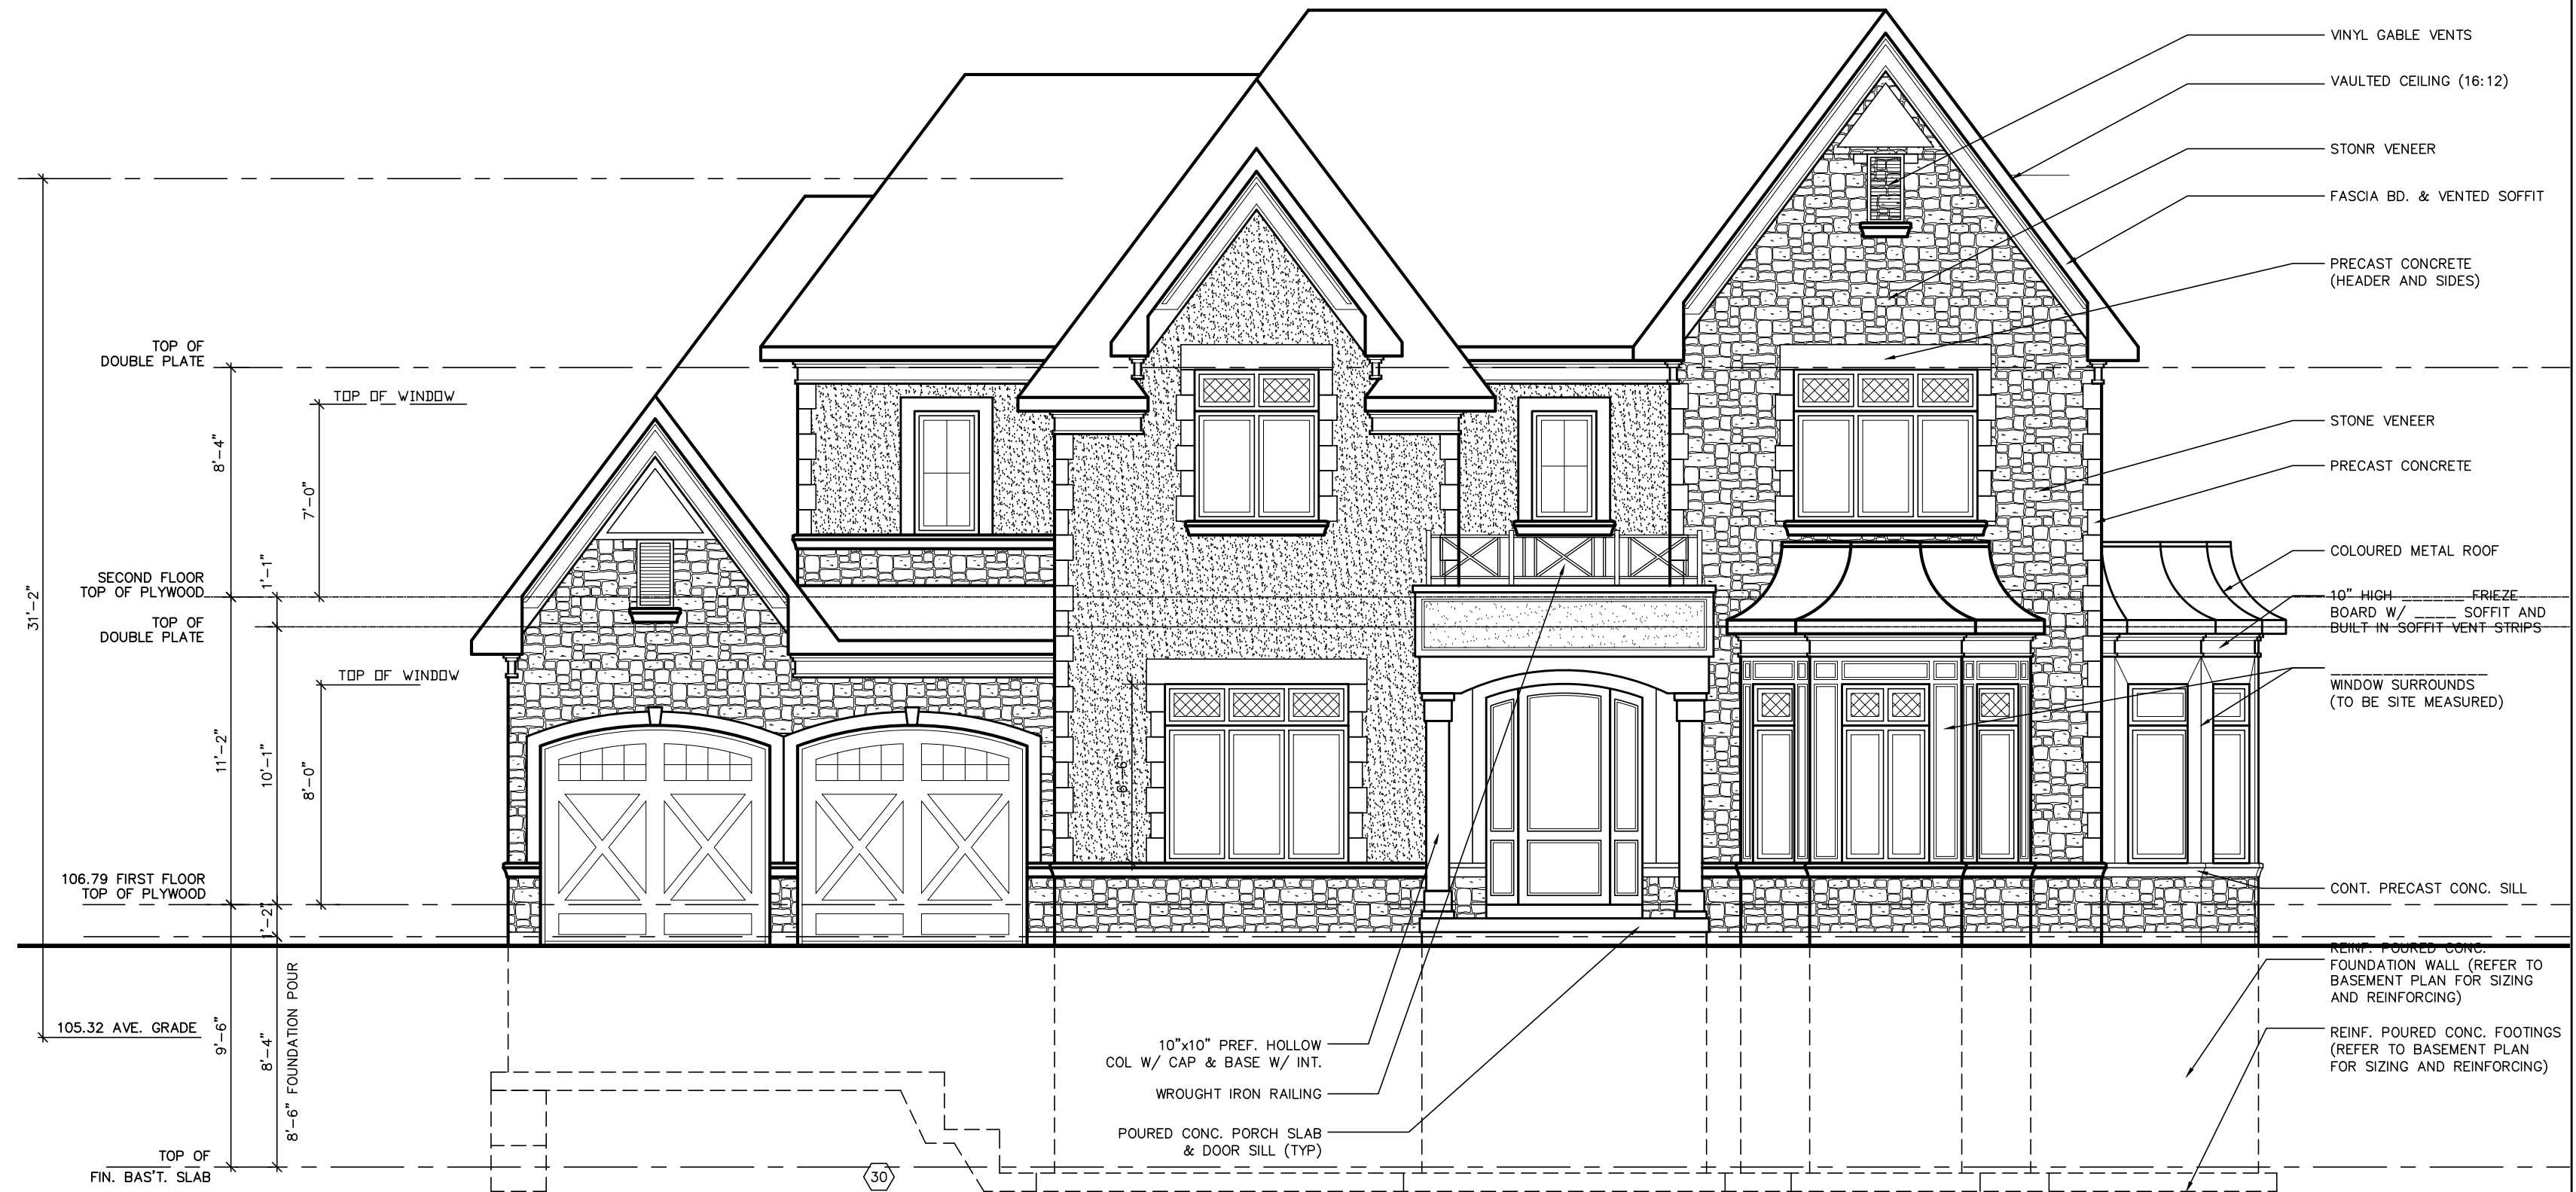 VINYL GABLE VENTS
VAULTED CEILING (16:12)
STONR VENEER
FASCIA BD. & VENTED SOFFIT
PRECAST CONCRETE
(HEADER AND SIDES)
STONE VENEER
PRECAST CONCRETE
COLOURED METAL ROOF
10" HIGH ______ FRIEZE
BOARD W/ ____ SOFFIT AND
BUILT IN SOFFIT VENT STRIPS
_______________
WINDOW SURROUNDS
(TO BE SITE MEASURED)
CONT. PRECAST CONC. SILL
REINF. POURED CONC.
FOUNDATION WALL (REFER TO
BASEMENT PLAN FOR SIZING
AND REINFORCING)
REINF. POURED CONC. FOOTINGS
(REFER TO BASEMENT PLAN
FOR SIZING AND REINFORCING)
TOP OF
DOUBLE PLATE
TOP OF WINDOW
8'-4"
7'-0"
1'-1"
SECOND FLOOR
TOP OF PLYWOOD
31'-2"
TOP OF
DOUBLE PLATE
TOP OF WINDOW
11'-2"
10'-1"
8'-0"
6'-6"
106.79 FIRST FLOOR
TOP OF PLYWOOD
1'-2"
105.32 AVE. GRADE
9'-6"
8'-4"
8'-6" FOUNDATION POUR
TOP OF
FIN. BAS'T. SLAB
30
10"x10" PREF. HOLLOW
COL W/ CAP & BASE W/ INT.
WROUGHT IRON RAILING
POURED CONC. PORCH SLAB
& DOOR SILL (TYP)